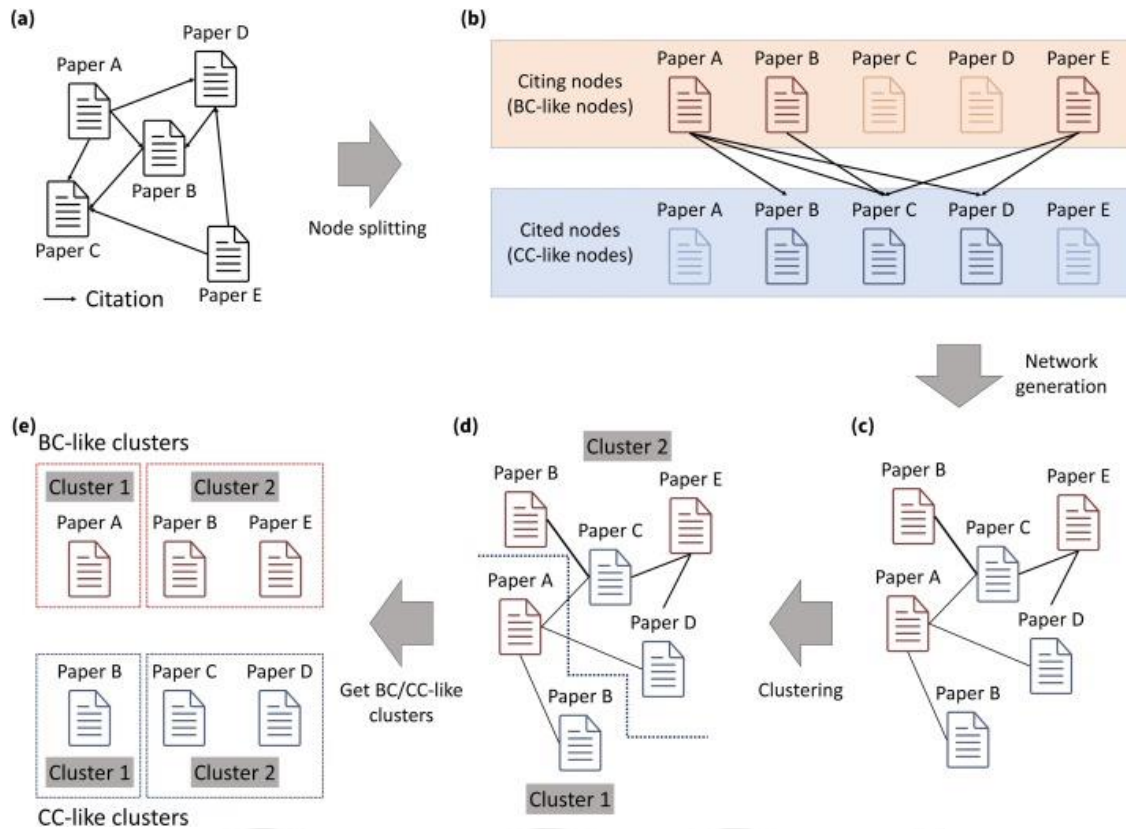 (a)
Paper D
Paper A
Paper B
Paper C
Paper E
Citation
Node splitting
(b)
Paper A Paper B Paper C Paper D Paper E
Citing nodes
(BC-like nodes)
Paper A Paper B Paper C Paper D Paper E
Cited nodes
(CC-like nodes)
Network
generation
(c)
Paper B
Paper E
Paper C
Paper A
Paper D
Paper B
Clustering
(d)
Cluster 2
Paper B
Paper E
Paper C
Paper A
Paper D
Paper B
Cluster 1
Get BC/CC-like
clusters
(e)
BC-like clusters
Cluster 1 Cluster 2
Paper A Paper B Paper E
Paper B Paper C Paper D
Cluster 1 Cluster 2
CC-like clusters